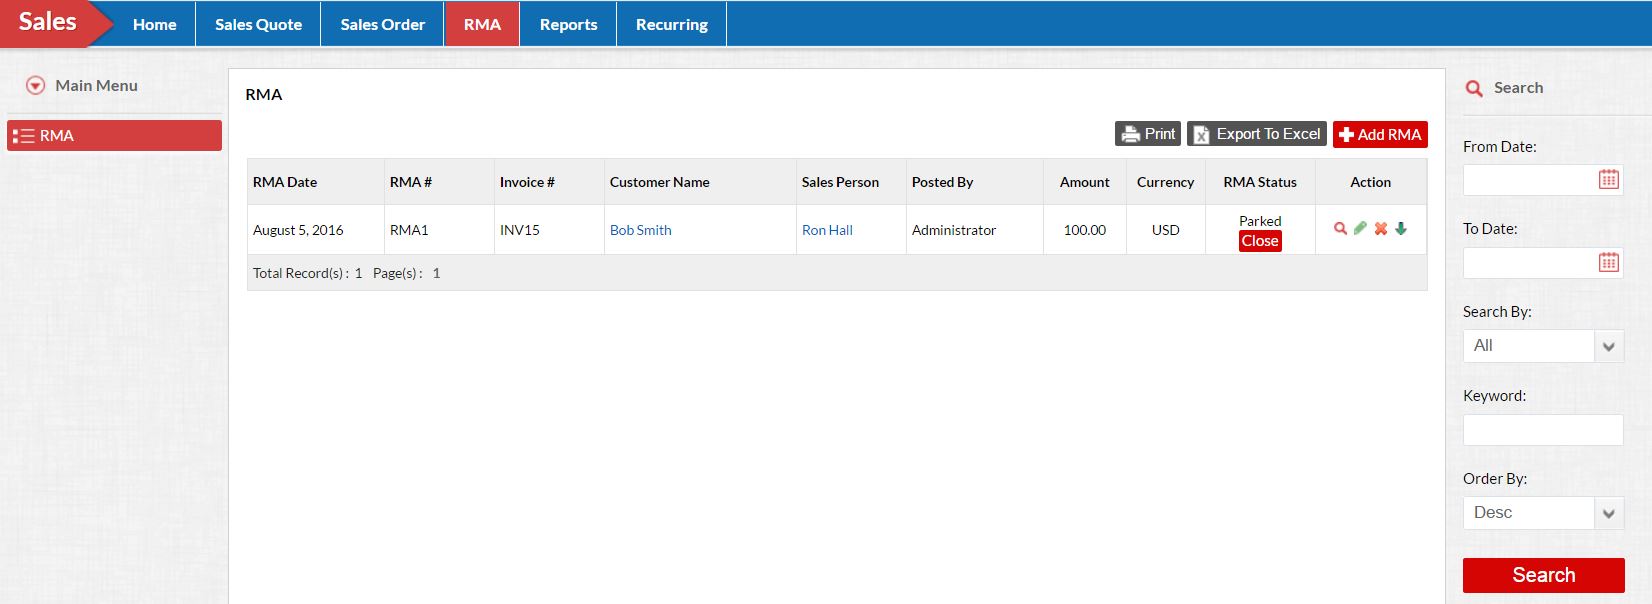 Sales Home Sales Quote Sales Order RMA Reports Recurring
Main Menu
RMA
RMA
Print Export To Excel Add RMA
RMA Date RMA # Invoice # Customer Name Sales Person Posted By Amount Currency RMA Status Action
August 5, 2016 RMA1 INV15 Bob Smith Ron Hall Administrator 100.00 USD Parked
Close
Total Record(s) : 1 Page(s) : 1
Search
From Date:
To Date:
Search By:
All
Keyword:
Order By:
Desc
Search